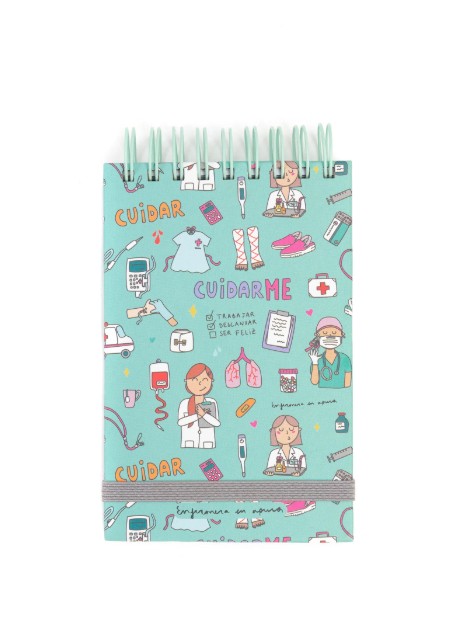 CUIDAR
CUIDARME
TRABAJAR
DESCANSAR
SER FELIZ
Enfermera en apuros
CUIDAR
Enfermera en apuros